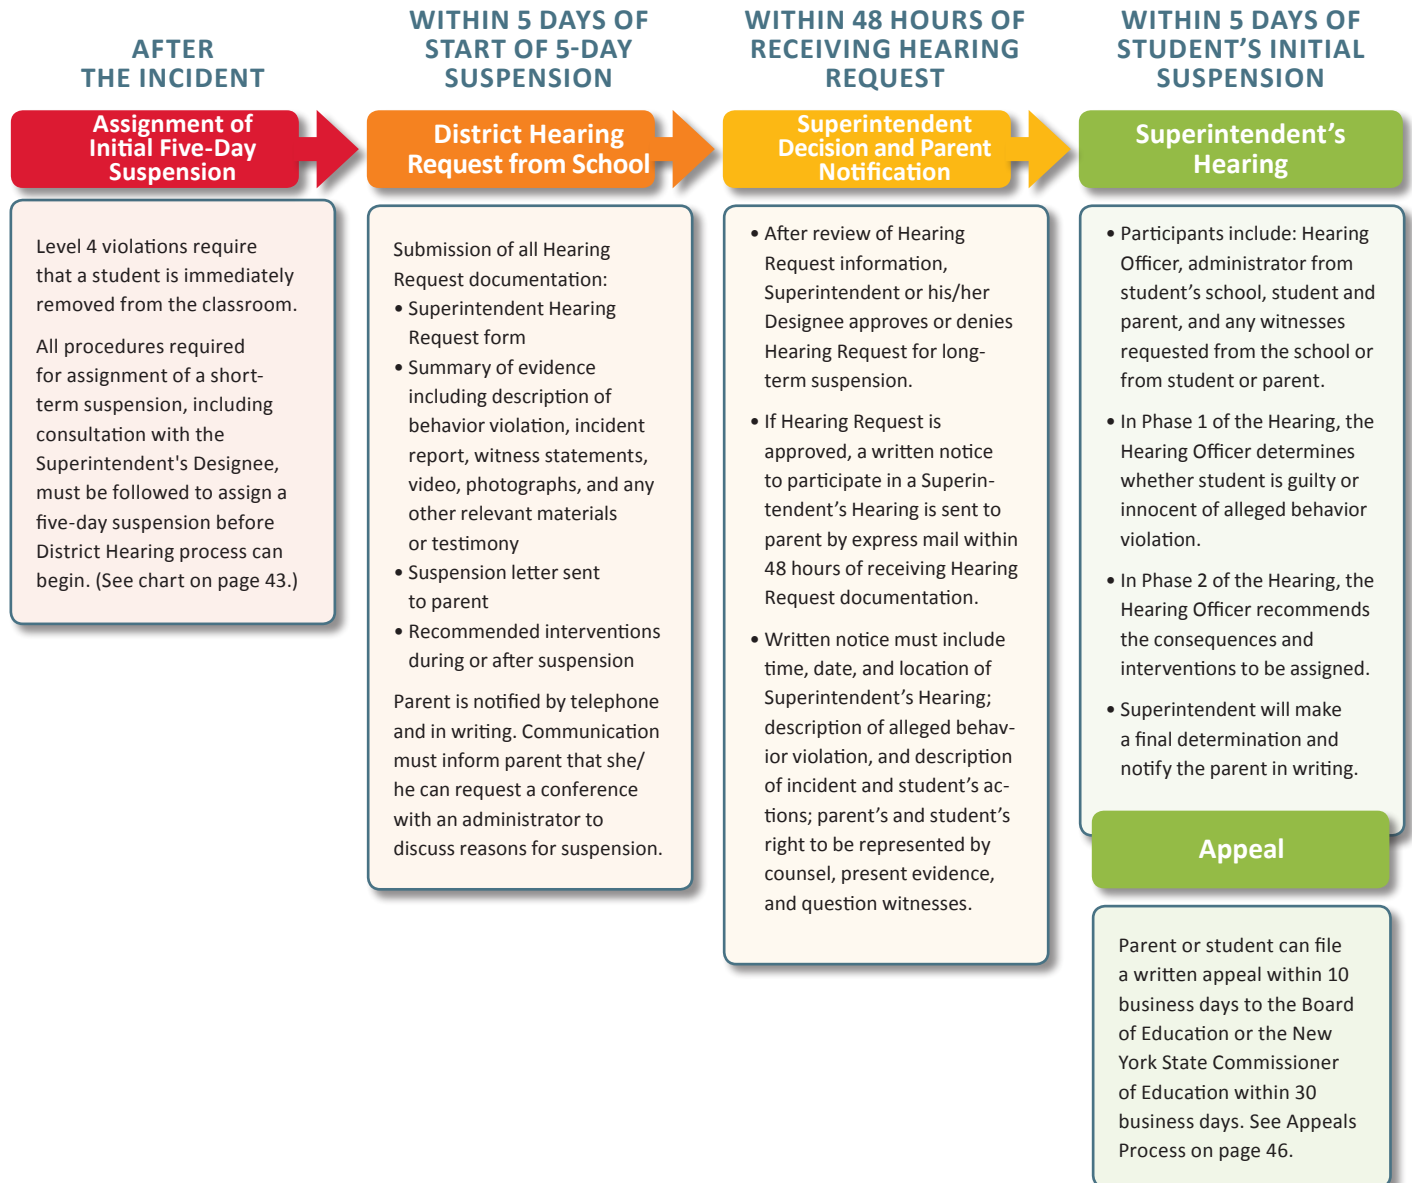 AFTER
THE INCIDENT
Assignment of
Initial Five-Day
Suspension
Level 4 violations require
that a student is immediately
removed from the classroom.
All procedures required
for assignment of a short-
term suspension, including
consultation with the
Superintendent's Designee,
must be followed to assign a
five-day suspension before
District Hearing process can
begin. (See chart on page 43.)
WITHIN 5 DAYS OF
START OF 5-DAY
SUSPENSION
District Hearing
Request from School
Submission of all Hearing
Request documentation:
• Superintendent Hearing
Request form
• Summary of evidence
including description of
behavior violation, incident
report, witness statements,
video, photographs, and any
other relevant materials
or testimony
• Suspension letter sent
to parent
• Recommended interventions
during or after suspension
Parent is notified by telephone
and in writing. Communication
must inform parent that she/
he can request a conference
with an administrator to
discuss reasons for suspension.
WITHIN 48 HOURS OF
RECEIVING HEARING
REQUEST
Superintendent
Decision and Parent
Notification
• After review of Hearing
Request information,
Superintendent or his/her
Designee approves or denies
Hearing Request for long-
term suspension.
• If Hearing Request is
approved, a written notice
to participate in a Superin-
tendent’s Hearing is sent to
parent by express mail within
48 hours of receiving Hearing
Request documentation.
• Written notice must include
time, date, and location of
Superintendent’s Hearing;
description of alleged behav-
ior violation, and description
of incident and student’s ac-
tions; parent’s and student’s
right to be represented by
counsel, present evidence,
and question witnesses.
WITHIN 5 DAYS OF
STUDENT’S INITIAL
SUSPENSION
Superintendent’s
Hearing
• Participants include: Hearing
Officer, administrator from
student’s school, student and
parent, and any witnesses
requested from the school or
from student or parent.
• In Phase 1 of the Hearing, the
Hearing Officer determines
whether student is guilty or
innocent of alleged behavior
violation.
• In Phase 2 of the Hearing, the
Hearing Officer recommends
the consequences and
interventions to be assigned.
• Superintendent will make
a final determination and
notify the parent in writing.
Appeal
Parent or student can file
a written appeal within 10
business days to the Board
of Education or the New
York State Commissioner
of Education within 30
business days. See Appeals
Process on page 46.